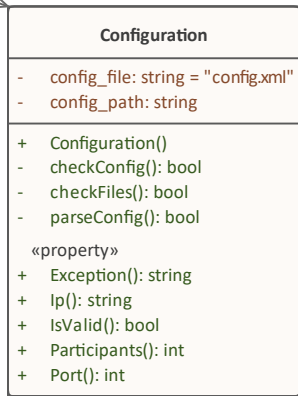 Configuration
- config_file: string = "config.xml"
- config_path: string
+ Configuration()
- checkConfig(): bool
- checkFiles(): bool
- parseConfig(): bool
«property»
+ Exception(): string
+ Ip(): string
+ IsValid(): bool
+ Participants(): int
+ Port(): int